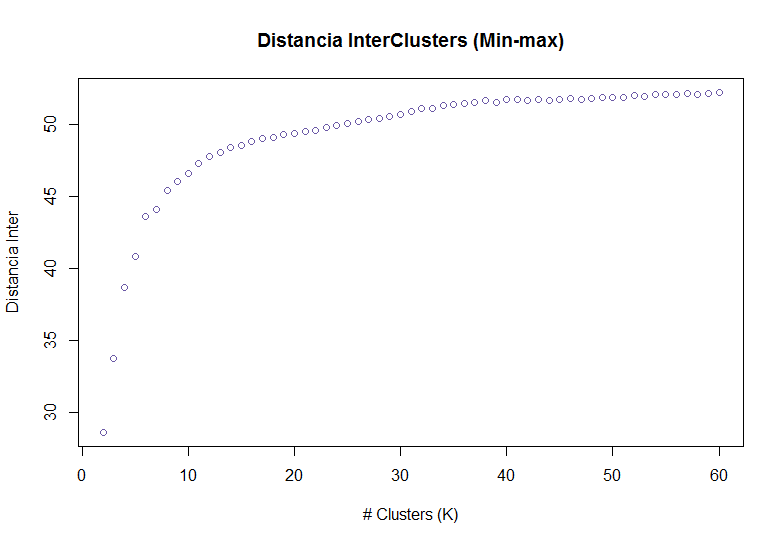 Distancia InterClusters (Min-max)
Distancia Inter
50
45
40
35
30
0 10 20 30 40 50 60
# Clusters (K)